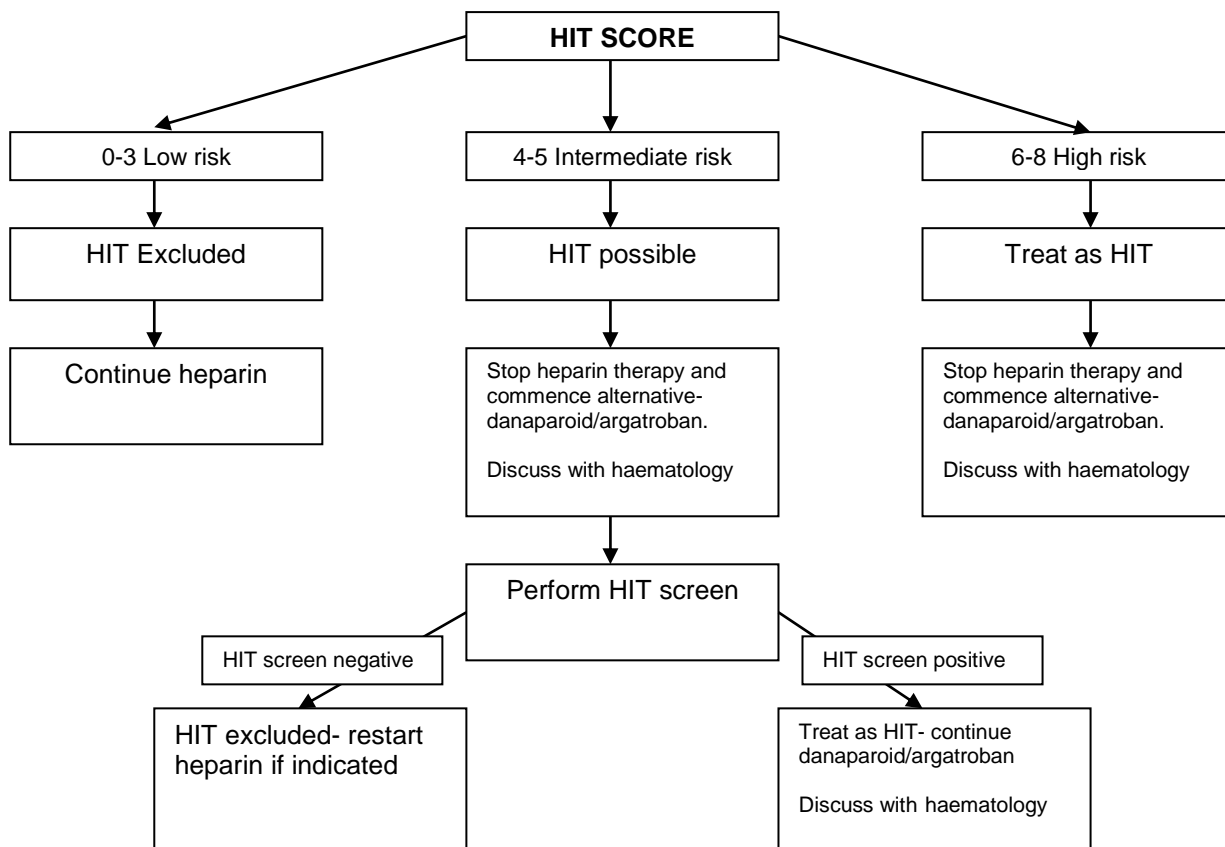 HIT SCORE
0-3 Low risk
4-5 Intermediate risk
6-8 High risk
HIT Excluded
HIT possible
Treat as HIT
Continue heparin
Stop heparin therapy and
commence alternative-
danaparoid/argatroban.
Discuss with haematology
Stop heparin therapy and
commence alternative-
danaparoid/argatroban.
Discuss with haematology
Perform HIT screen
HIT screen negative
HIT screen positive
HIT excluded- restart
heparin if indicated
Treat as HIT- continue
danaparoid/argatroban
Discuss with haematology